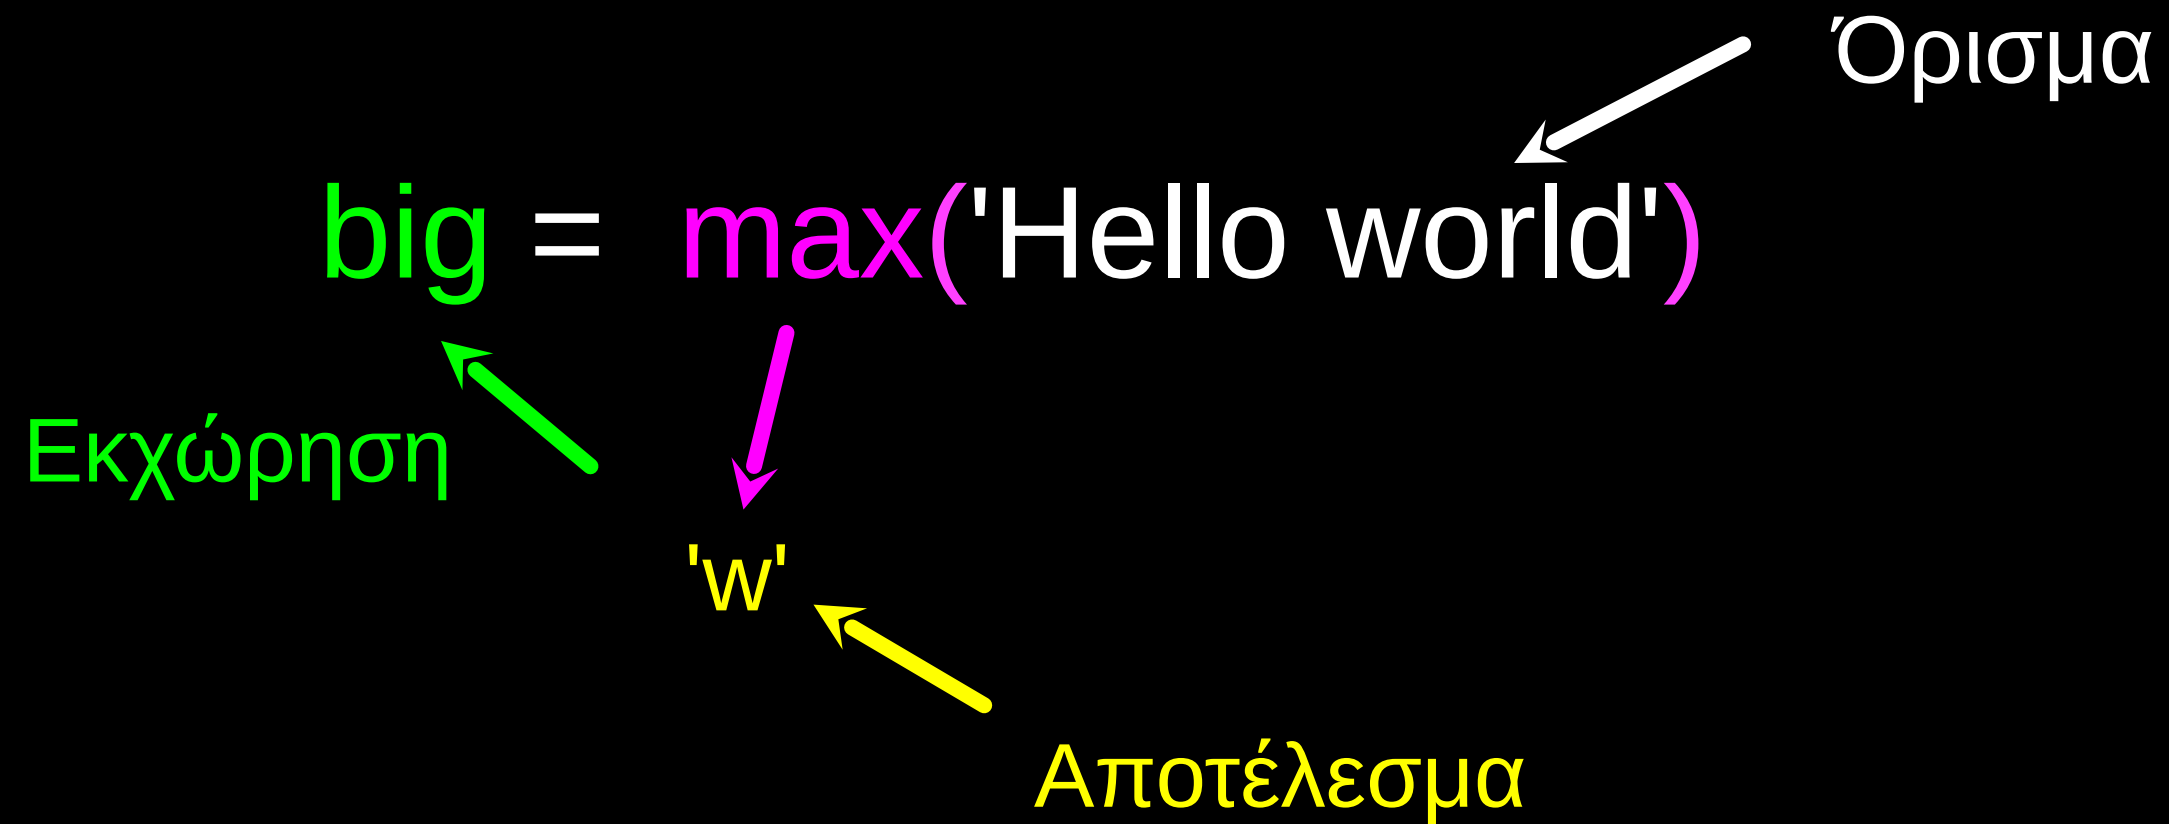 Όρισμα
big = max('Hello world')
Εκχώρηση
'w'
Αποτέλεσμα